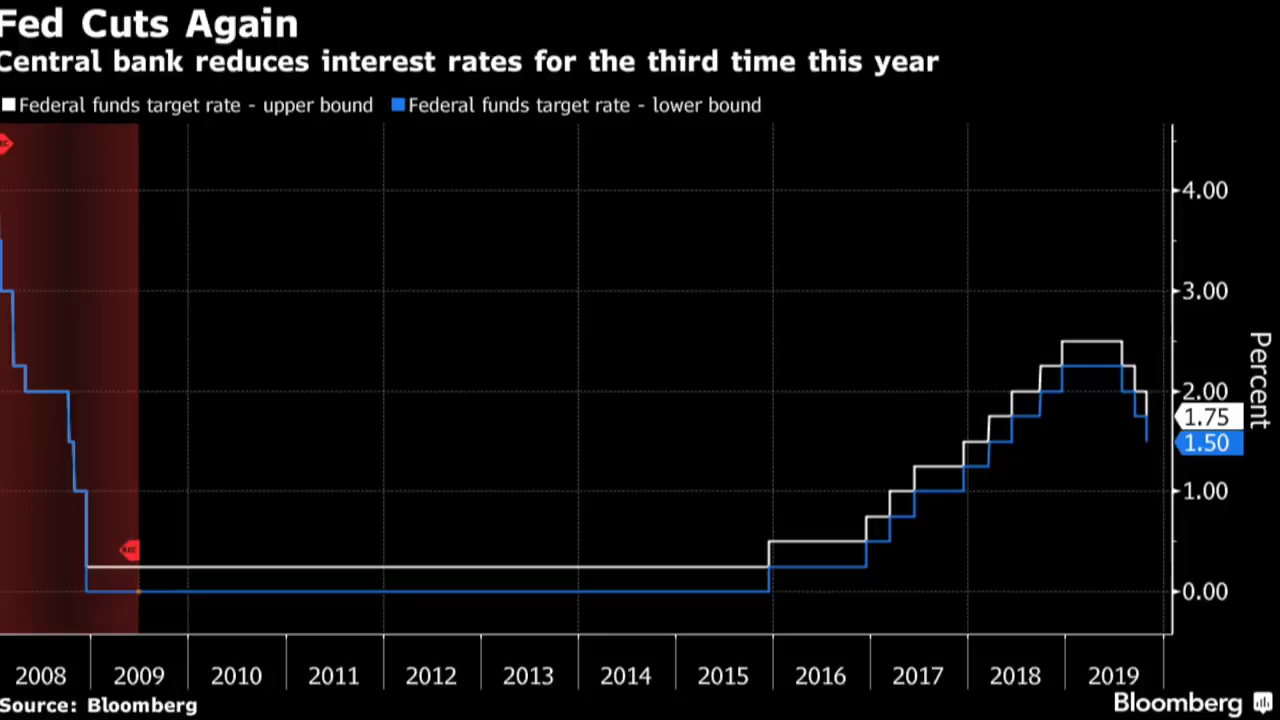 Fed Cuts Again
Central bank reduces interest rates for the third time this year
Federal funds target rate - upper bound Federal funds target rate - lower bound
4.00
3.00
2.00
1.75
1.50
1.00
0.00
Percent
REC
2008 2009 2010 2011 2012 2013 2014 2015 2016 2017 2018 2019
Source: Bloomberg
Bloomberg